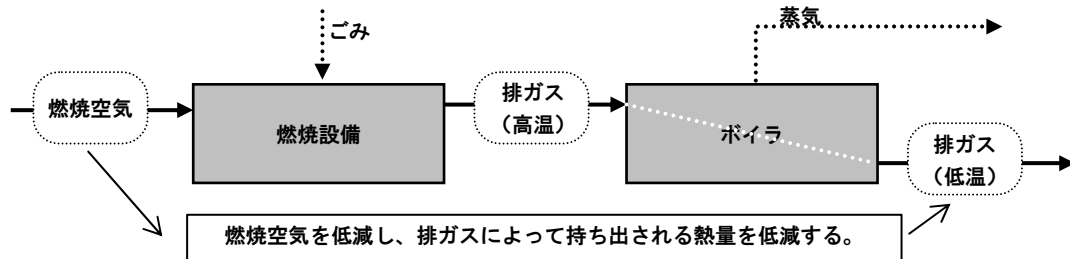 ごみ
蒸気
燃焼空気
燃焼設備
排ガス
（高温）
ボイラ
排ガス
（低温）
燃焼空気を低減し、排ガスによって持ち出される熱量を低減する。